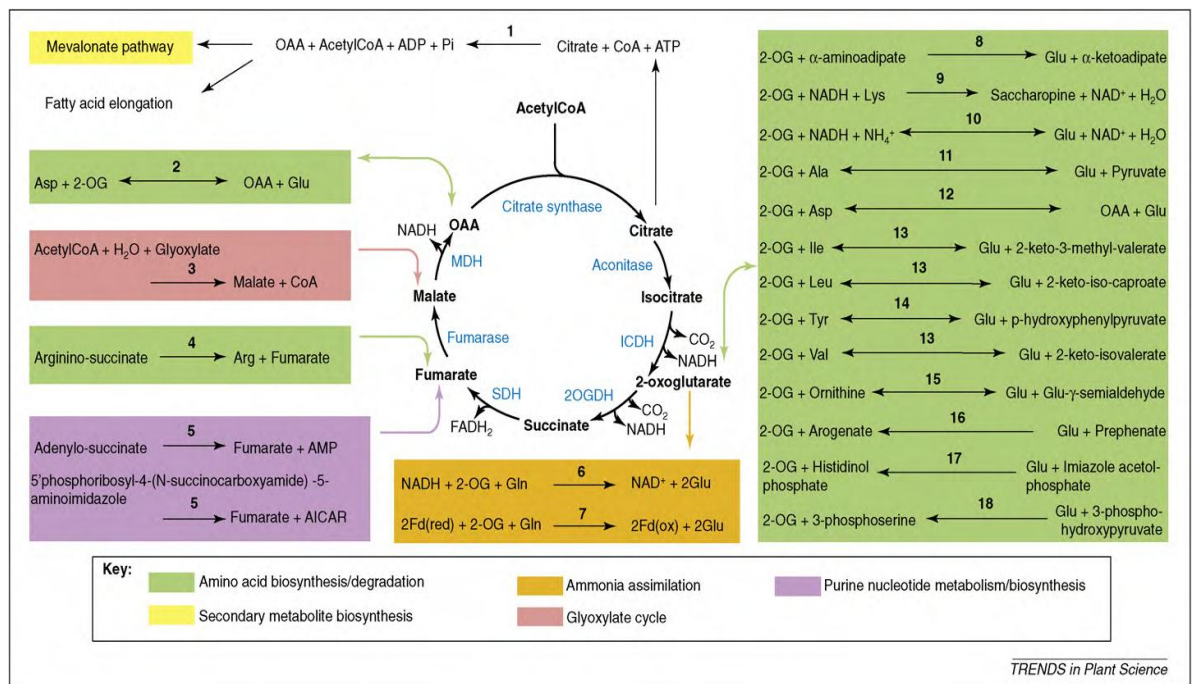 Mevalonate pathway
OAA + AcetylCoA + ADP + Pi
1
Citrate + CoA + ATP
Fatty acid elongation
AcetylCoA
2
Asp + 2-OG
OAA + Glu
AcetylCoA + H₂O + Glyoxylate
3
Malate + CoA
4
Arginino-succinate
Arg + Fumarate
5
Adenylo-succinate
Fumarate + AMP
5'phosphoribosyl-4-(N-succinocarboxyamide) -5-
aminoimidazole
5
Fumarate + AICAR
Citrate synthase
OAA
Citrate
NADH
MDH
Aconitase
Malate
Isocitrate
Fumarase
ICDH
CO₂
NADH
Fumarate
2-oxoglutarate
SDH
2OGDH
CO₂
FADH₂
Succinate
NADH
6
NADH + 2-OG + Gln
NAD⁺ + 2Glu
7
2Fd(red) + 2-OG + Gln
2Fd(ox) + 2Glu
8
2-OG + α-aminoadipate
Glu + α-ketoadipate
9
2-OG + NADH + Lys
Saccharopine + NAD⁺ + H₂O
10
2-OG + NADH + NH₄⁺
Glu + NAD⁺ + H₂O
11
2-OG + Ala
Glu + Pyruvate
12
2-OG + Asp
OAA + Glu
13
2-OG + Ile
Glu + 2-keto-3-methyl-valerate
13
2-OG + Leu
Glu + 2-keto-iso-caproate
14
2-OG + Tyr
Glu + p-hydroxyphenylpyruvate
13
2-OG + Val
Glu + 2-keto-isovalerate
15
2-OG + Ornithine
Glu + Glu-γ-semialdehyde
16
2-OG + Arogenate
Glu + Prephenate
17
2-OG + Histidinol
phosphate
Glu + Imiazole acetol-
phosphate
18
2-OG + 3-phosphoserine
Glu + 3-phospho-
hydroxypyruvate
Key:
Amino acid biosynthesis/degradation
Ammonia assimilation
Purine nucleotide metabolism/biosynthesis
Secondary metabolite biosynthesis
Glyoxylate cycle
TRENDS in Plant Science